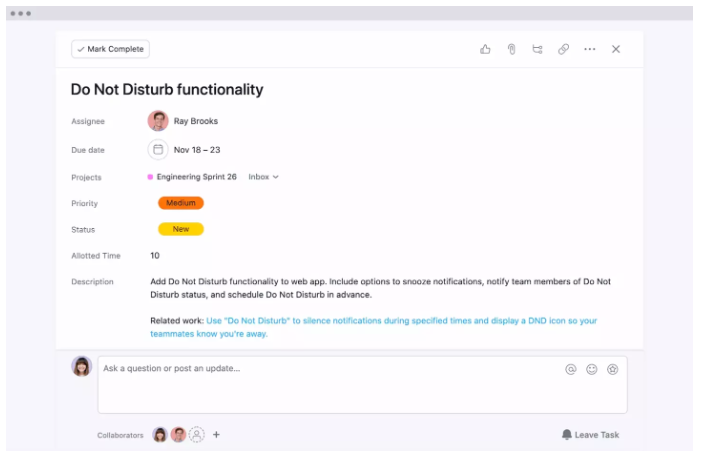 Mark Complete
Do Not Disturb functionality
Assignee Ray Brooks
Due date Nov 18 – 23
Projects Engineering Sprint 26 Inbox
Priority Medium
Status New
Allotted Time 10
Description Add Do Not Disturb functionality to web app. Include options to snooze notifications, notify team members of Do Not
Disturb status, and schedule Do Not Disturb in advance.
Related work: Use "Do Not Disturb" to silence notifications during specified times and display a DND icon so your
teammates know you're away.
Ask a question or post an update...
Collaborators Leave Task